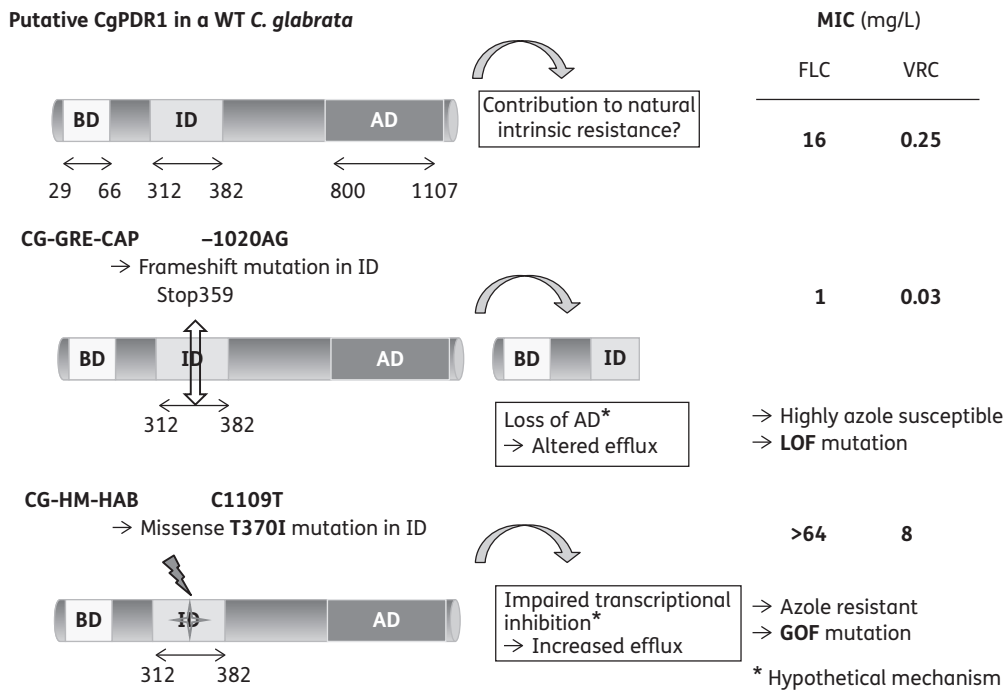 Putative CgPDR1 in a WT C. glabrata
MIC (mg/L)
FLC VRC
BD ID AD
Contribution to natural
intrinsic resistance?
16 0.25
29 66 312 382 800 1107
CG-GRE-CAP –1020AG
→ Frameshift mutation in ID
Stop359
1 0.03
BD ID AD
BD ID
312 382
Loss of AD*
→ Altered efflux
→ Highly azole susceptible
→ LOF mutation
CG-HM-HAB C1109T
→ Missense T370I mutation in ID
>64 8
BD ID AD
Impaired transcriptional
inhibition*
→ Increased efflux
→ Azole resistant
→ GOF mutation
312 382
* Hypothetical mechanism